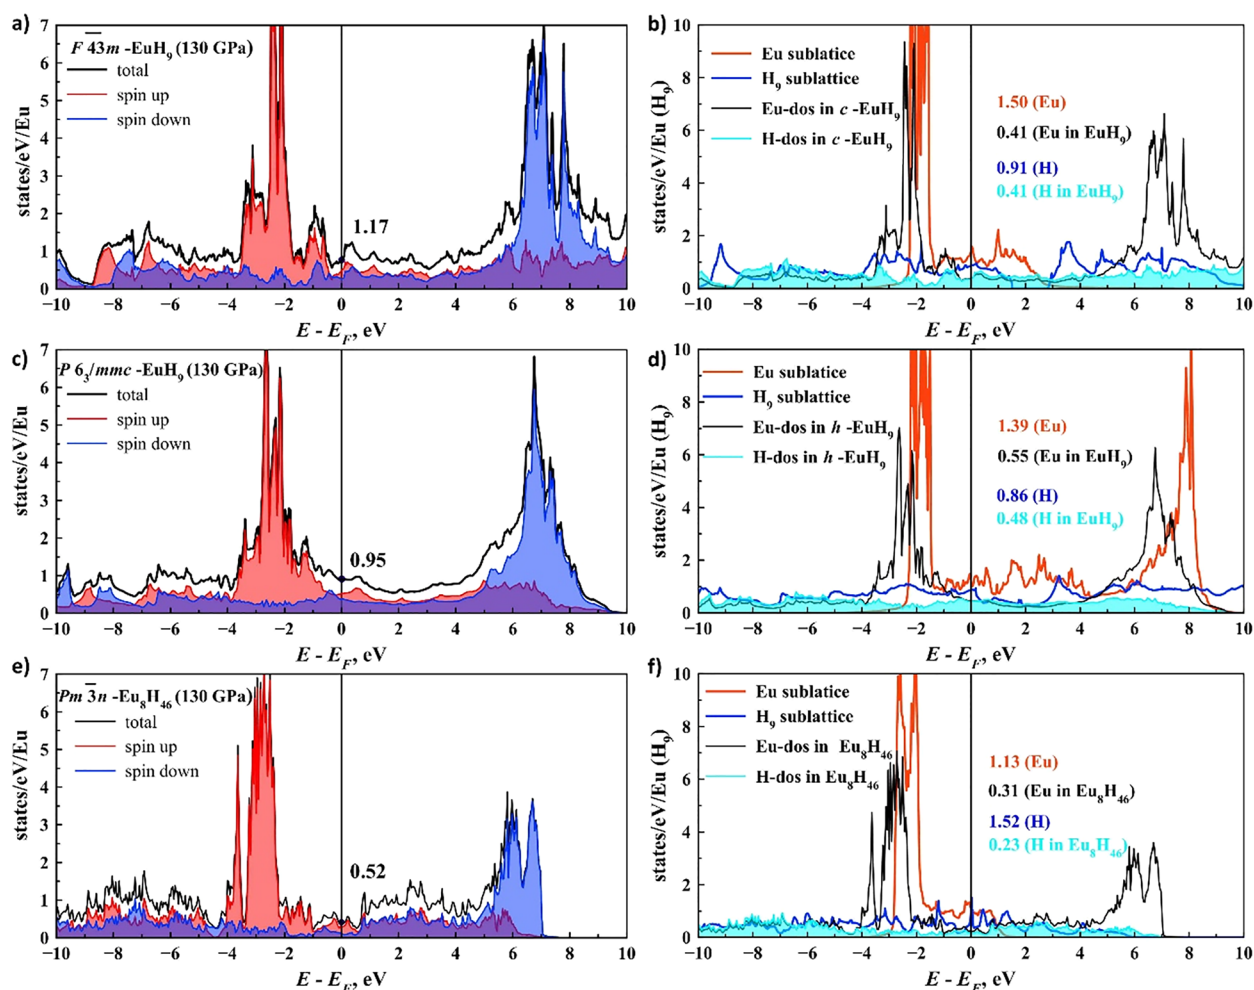 a)
F 4̅3̅m -EuH₉ (130 GPa)
total
spin up
spin down
1.17
states/eV/Eu
7
6
5
4
3
2
1
0
−10 −8 −6 −4 −2 0 2 4 6 8 10
E - E_F, eV
b)
Eu sublatice
H₉ sublattice
Eu-dos in c -EuH₉
H-dos in c -EuH₉
1.50 (Eu)
0.41 (Eu in EuH₉)
0.91 (H)
0.41 (H in EuH₉)
states/eV/Eu (H₉)
10
8
6
4
2
0
−10 −8 −6 −4 −2 0 2 4 6 8 10
E - E_F, eV
c)
P 6₃/mmc -EuH₉ (130 GPa)
total
spin up
spin down
0.95
states/eV/Eu
7
6
5
4
3
2
1
0
−10 −8 −6 −4 −2 0 2 4 6 8 10
E - E_F, eV
d)
Eu sublatice
H₉ sublattice
Eu-dos in h -EuH₉
H-dos in h -EuH₉
1.39 (Eu)
0.55 (Eu in EuH₉)
0.86 (H)
0.48 (H in EuH₉)
states/eV/Eu (H₉)
10
8
6
4
2
0
−10 −8 −6 −4 −2 0 2 4 6 8 10
E - E_F, eV
e)
Pm 3̅n -Eu₈H₄₆ (130 GPa)
total
spin up
spin down
0.52
states/eV/Eu
7
6
5
4
3
2
1
0
−10 −8 −6 −4 −2 0 2 4 6 8 10
E - E_F, eV
f)
Eu sublatice
H₉ sublattice
Eu-dos in Eu₈H₄₆
H-dos in Eu₈H₄₆
1.13 (Eu)
0.31 (Eu in Eu₈H₄₆)
1.52 (H)
0.23 (H in Eu₈H₄₆)
states/eV/Eu (H₉)
10
8
6
4
2
0
−10 −8 −6 −4 −2 0 2 4 6 8 10
E - E_F, eV